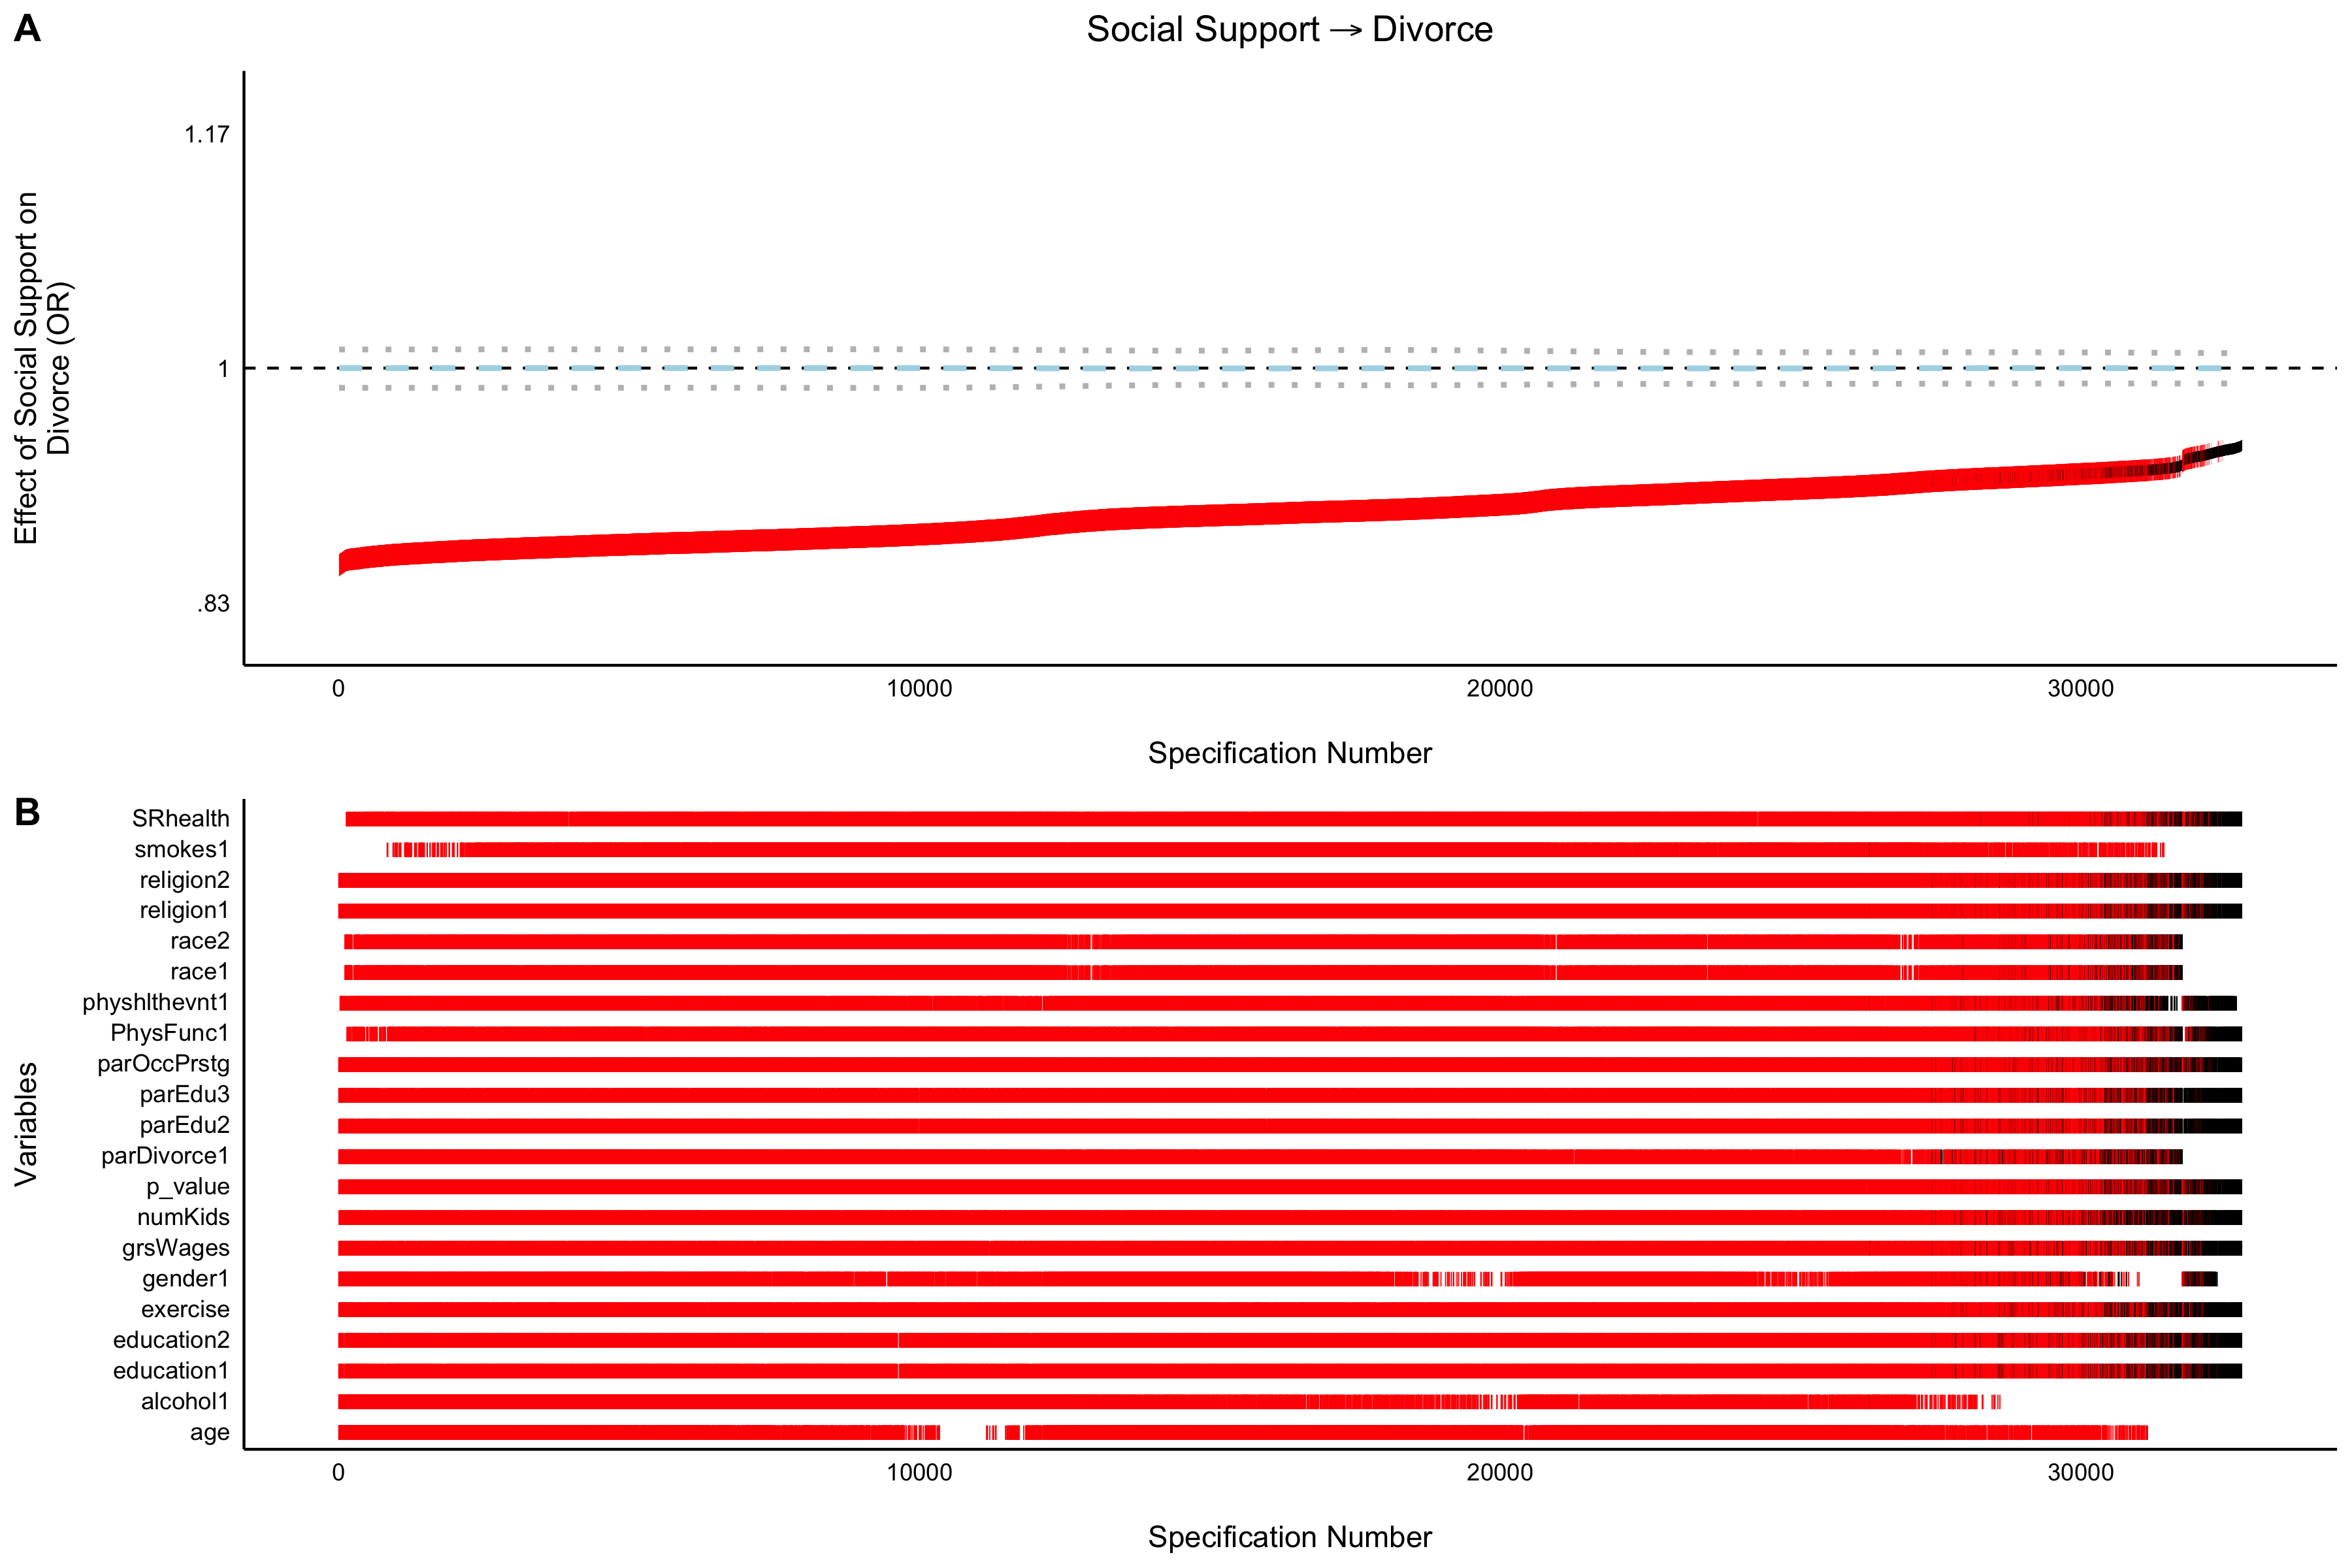 A
Social Support → Divorce
Effect of Social Support on
Divorce (OR)
1.17
1
.83
0 10000 20000 30000
Specification Number
B
Variables
SRhealth
smokes1
religion2
religion1
race2
race1
physhlthevnt1
PhysFunc1
parOccPrstg
parEdu3
parEdu2
parDivorce1
p_value
numKids
grsWages
gender1
exercise
education2
education1
alcohol1
age
0 10000 20000 30000
Specification Number